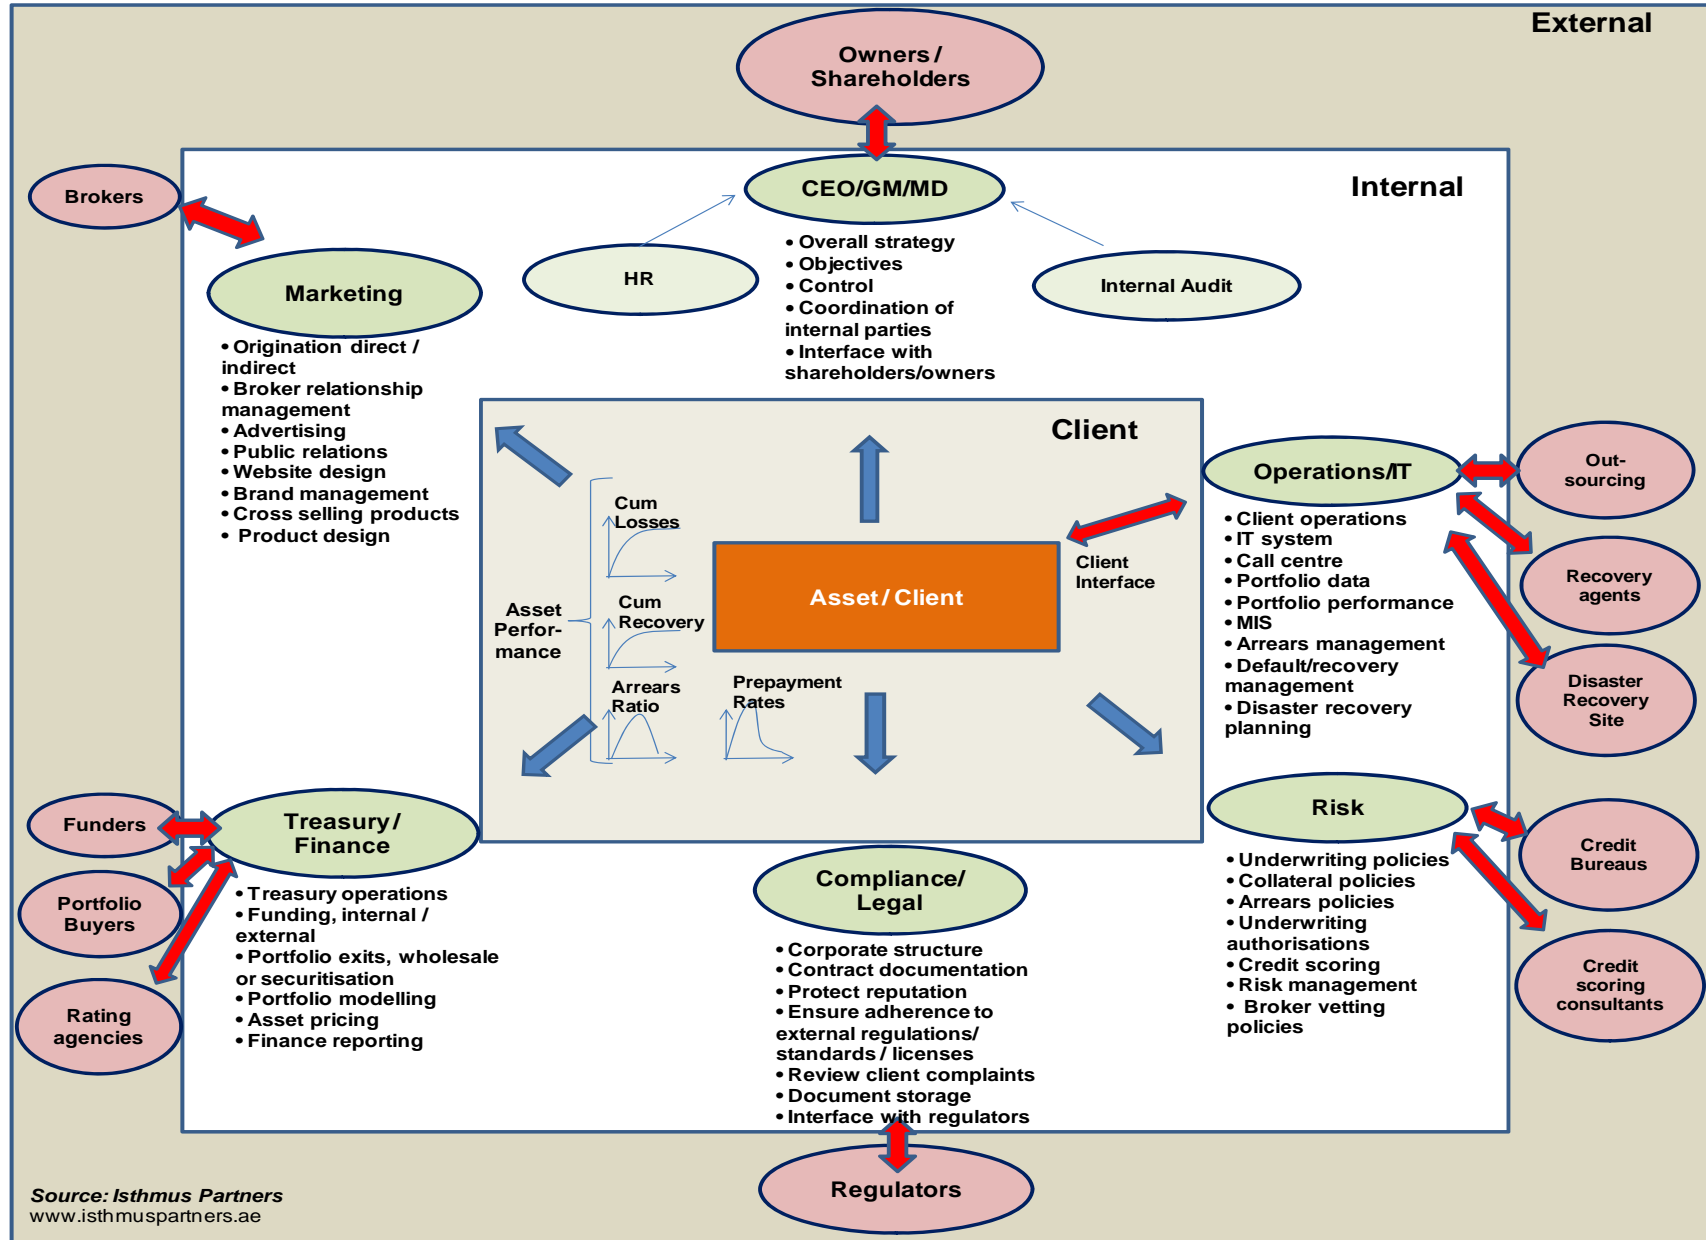 External
Owners /
Shareholders
Brokers
CEO/GM/MD
Internal
HR
Internal Audit
• Overall strategy
• Objectives
• Control
• Coordination of
internal parties
• Interface with
shareholders/owners
Marketing
• Origination direct /
indirect
• Broker relationship
management
• Advertising
• Public relations
• Website design
• Brand management
• Cross selling products
• Product design
Client
Cum
Losses
Cum
Recovery
Asset
Perfor-
mance
Arrears
Ratio
Prepayment
Rates
Asset / Client
Client
Interface
Operations/IT
• Client operations
• IT system
• Call centre
• Portfolio data
• Portfolio performance
• MIS
• Arrears management
• Default/recovery
management
• Disaster recovery
planning
Out-
sourcing
Recovery
agents
Disaster
Recovery
Site
Funders
Portfolio
Buyers
Rating
agencies
Treasury /
Finance
• Treasury operations
• Funding, internal /
external
• Portfolio exits, wholesale
or securitisation
• Portfolio modelling
• Asset pricing
• Finance reporting
Compliance/
Legal
• Corporate structure
• Contract documentation
• Protect reputation
• Ensure adherence to
external regulations/
standards / licenses
• Review client complaints
• Document storage
• Interface with regulators
Risk
• Underwriting policies
• Collateral policies
• Arrears policies
• Underwriting
authorisations
• Credit scoring
• Risk management
• Broker vetting
policies
Credit
Bureaus
Credit
scoring
consultants
Regulators
Source: Isthmus Partners
www.isthmuspartners.ae